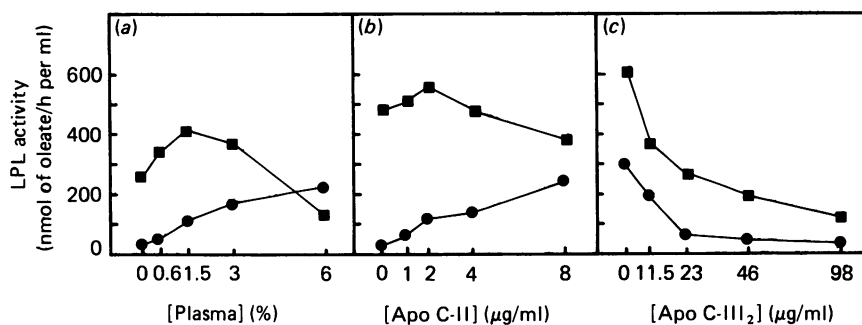 (a) (b) (c)
LPL activity
(nmol of oleate/h per ml)
600
400
200
0
0 0.6 1.5 3 6
0 1 2 4 8
0 11.5 23 46 98
[Plasma] (%)
[Apo C-II] (µg/ml)
[Apo C-III₂] (µg/ml)